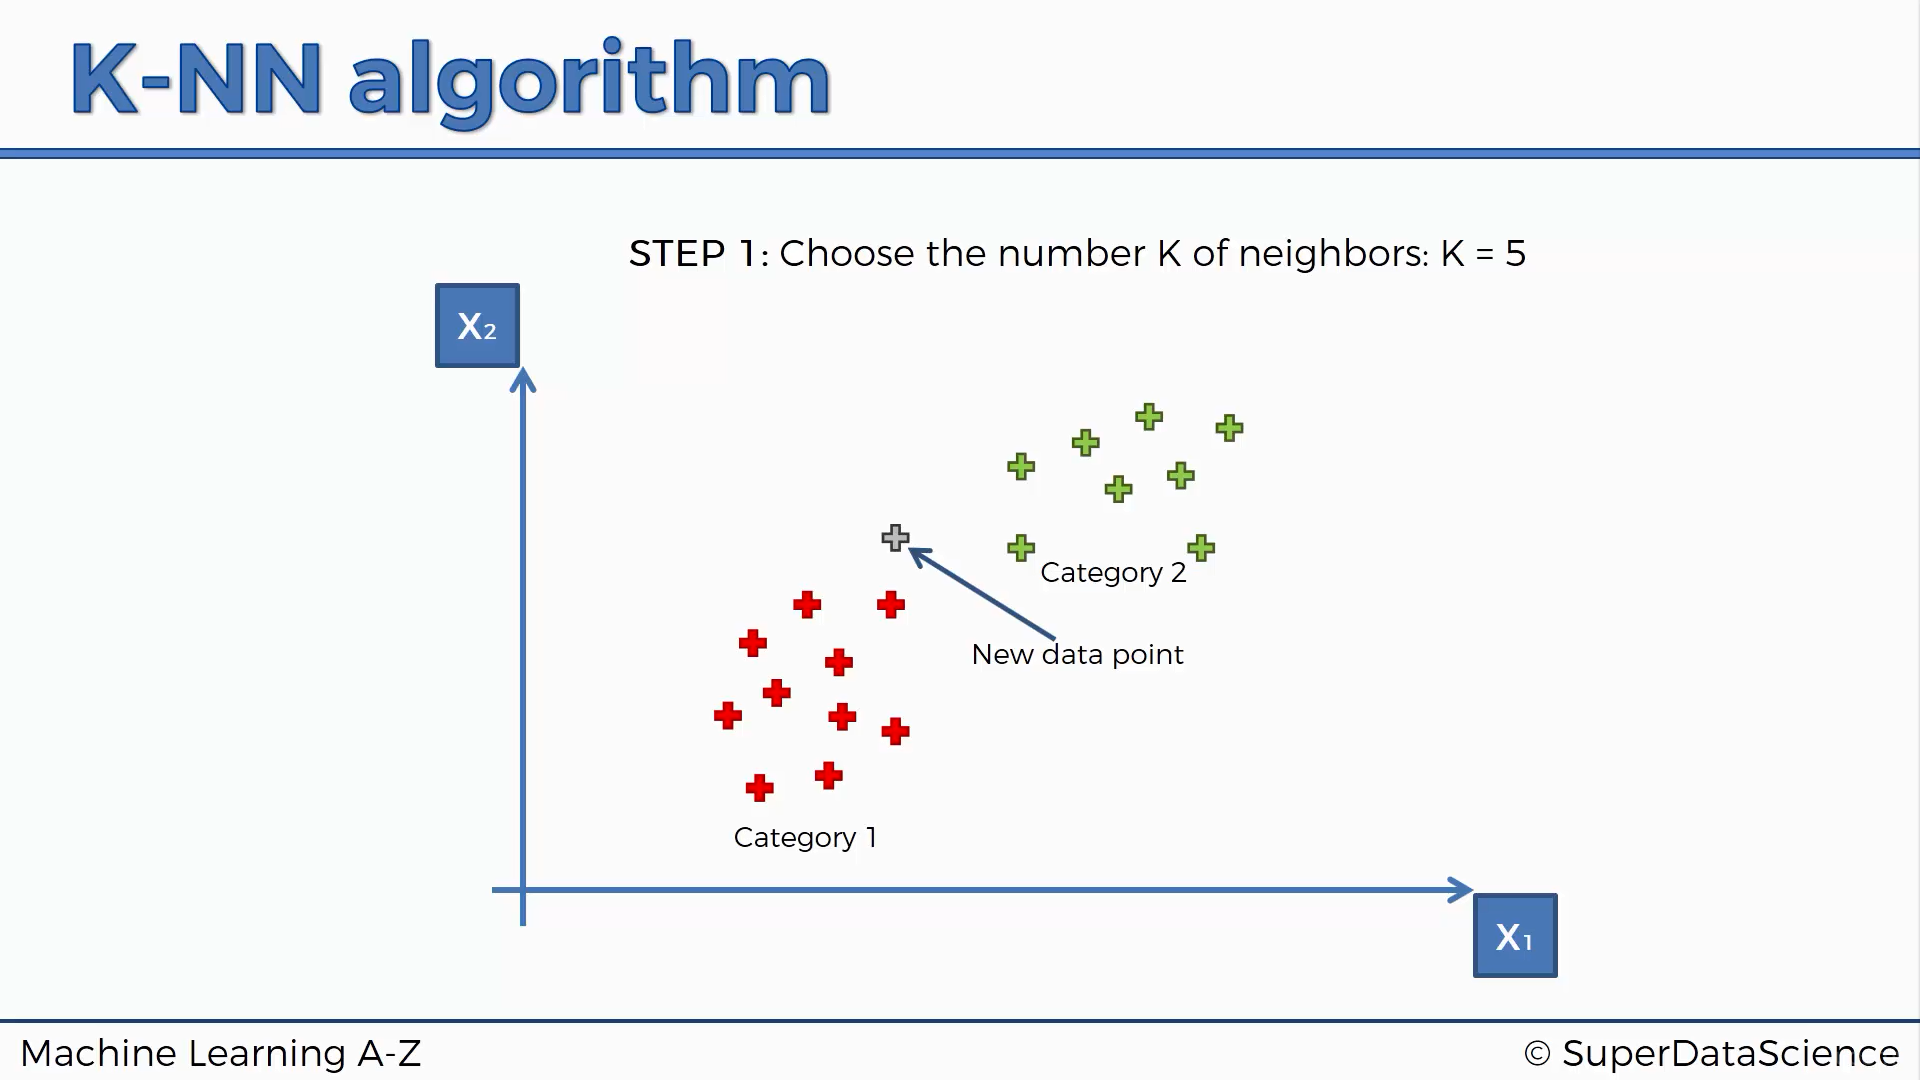 K-NN algorithm
STEP 1: Choose the number K of neighbors: K = 5
X₂
Category 2
New data point
Category 1
X₁
Machine Learning A-Z
© SuperDataScience